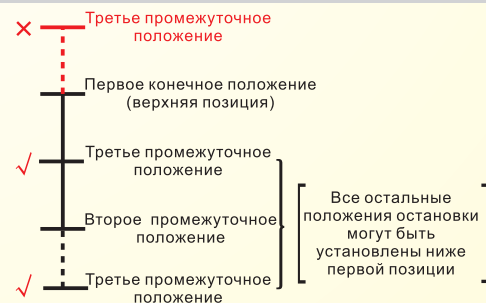 Третье промежуточное
положение
Первое конечное положение
(верхняя позиция)
Третье промежуточное
положение
Второе промежуточное
положение
Третье промежуточное
положение
Все остальные
положения остановки
могут быть
установлены ниже
первой позиции